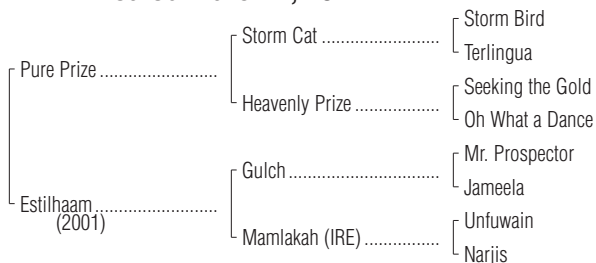 Storm Bird
Storm Cat ........................
Terlingua
Pure Prize ........................
Seeking the Gold
Heavenly Prize .................
Oh What a Dance
Mr. Prospector
Gulch ...............................
Jameela
Estilhaam .........................
(2001)
Unfuwain
Mamlakah (IRE) ...............
Narjis